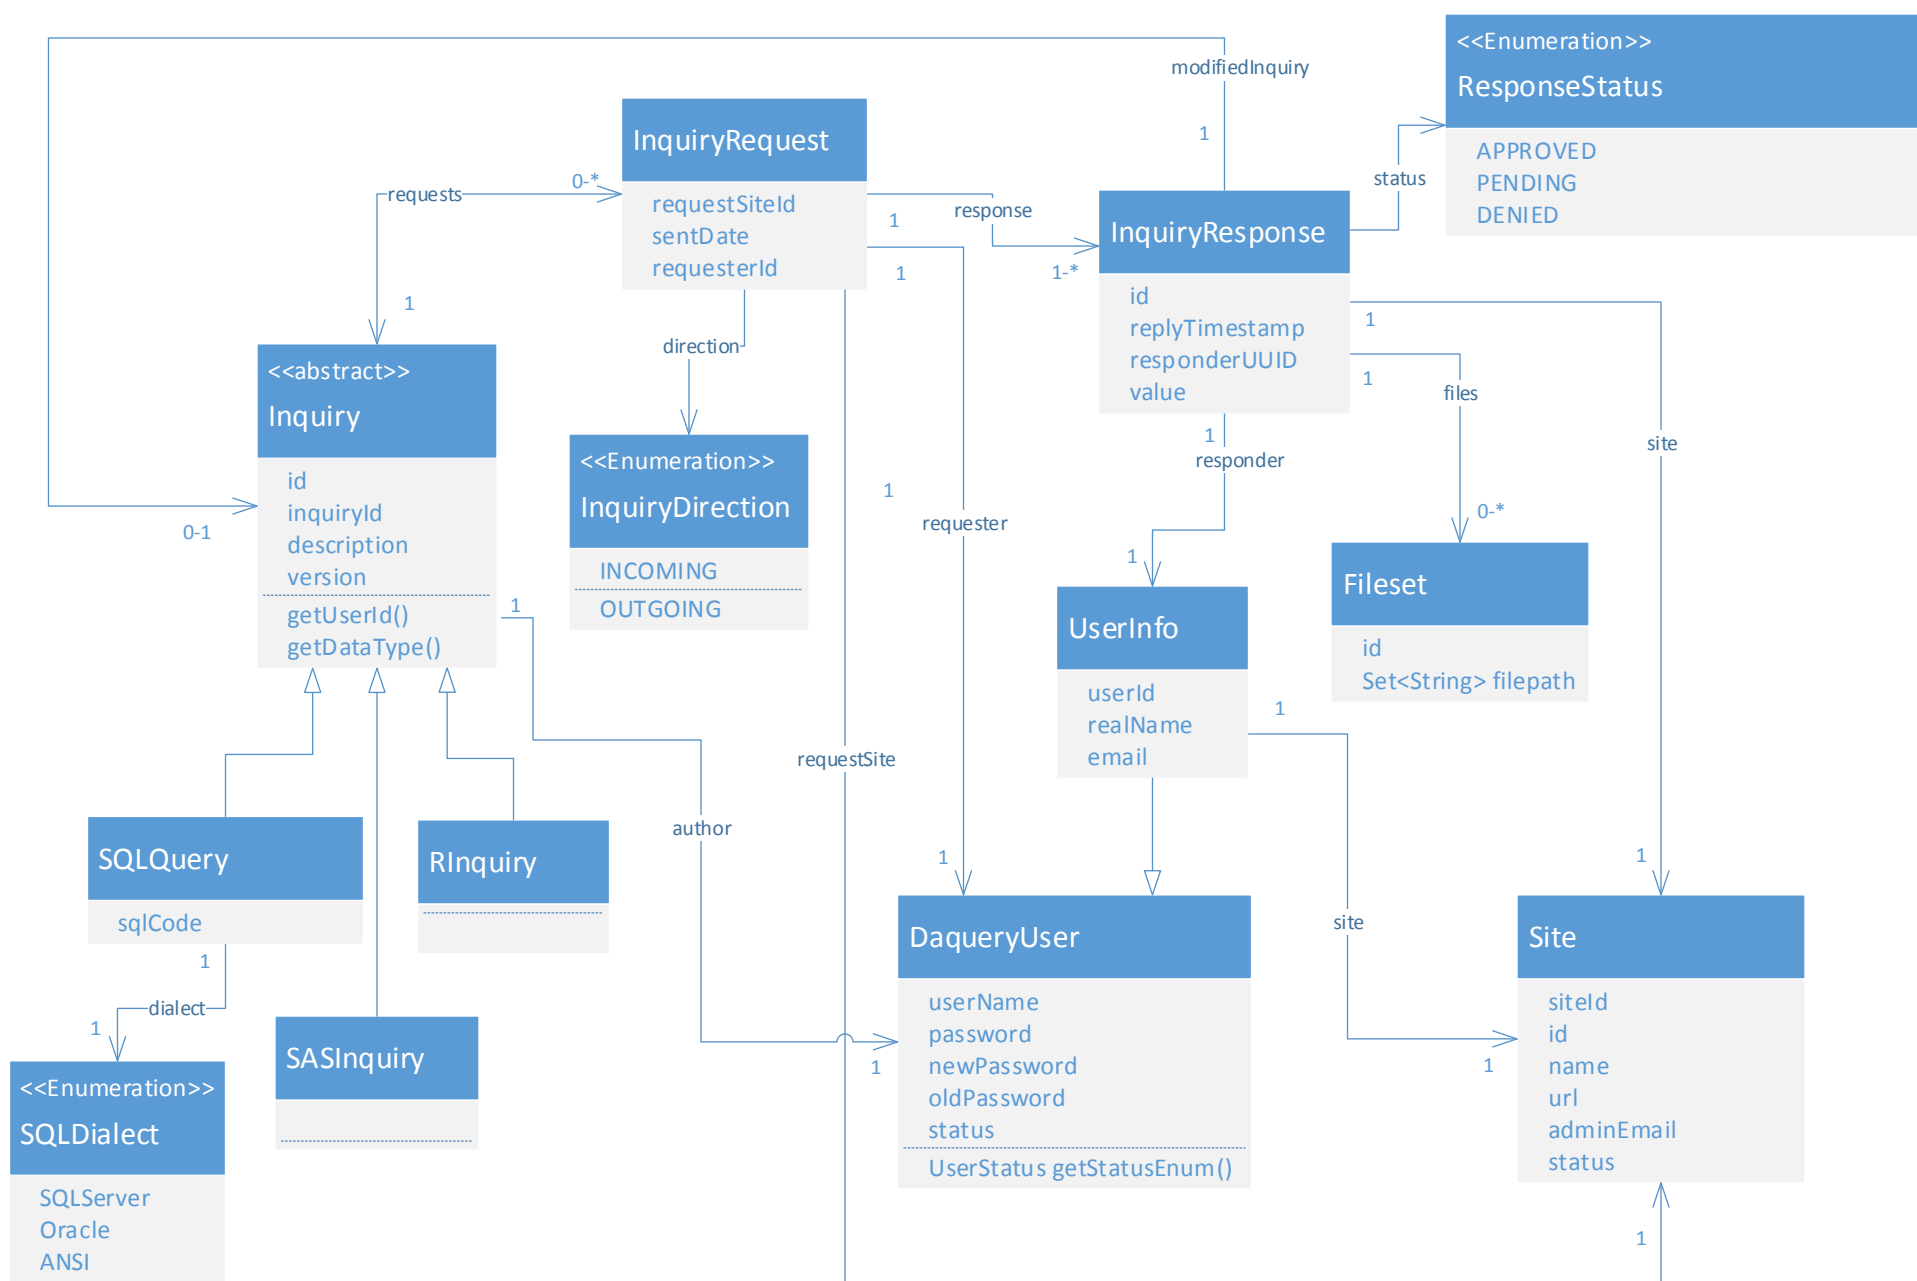 modifiedInquiry
1
<<Enumeration>>
ResponseStatus
APPROVED
PENDING
DENIED
status
InquiryRequest
requestSiteId
sentDate
requesterId
requests
0-*
1
1
response
1
1-*
InquiryResponse
id
replyTimestamp
responderUUID
value
1
1
1
responder
files
site
direction
<<abstract>>
Inquiry
id
inquiryId
description
version
getUserId()
getDataType()
0-1
<<Enumeration>>
InquiryDirection
INCOMING
OUTGOING
1
requester
1
0-*
Fileset
id
Set<String> filepath
UserInfo
userId
realName
email
1
1
requestSite
author
1
1
site
SQLQuery
sqlCode
1
RInquiry
dialect
1
SASInquiry
<<Enumeration>>
SQLDialect
SQLServer
Oracle
ANSI
DaqueryUser
userName
password
newPassword
oldPassword
status
UserStatus getStatusEnum()
1
1
Site
siteId
id
name
url
adminEmail
status
1